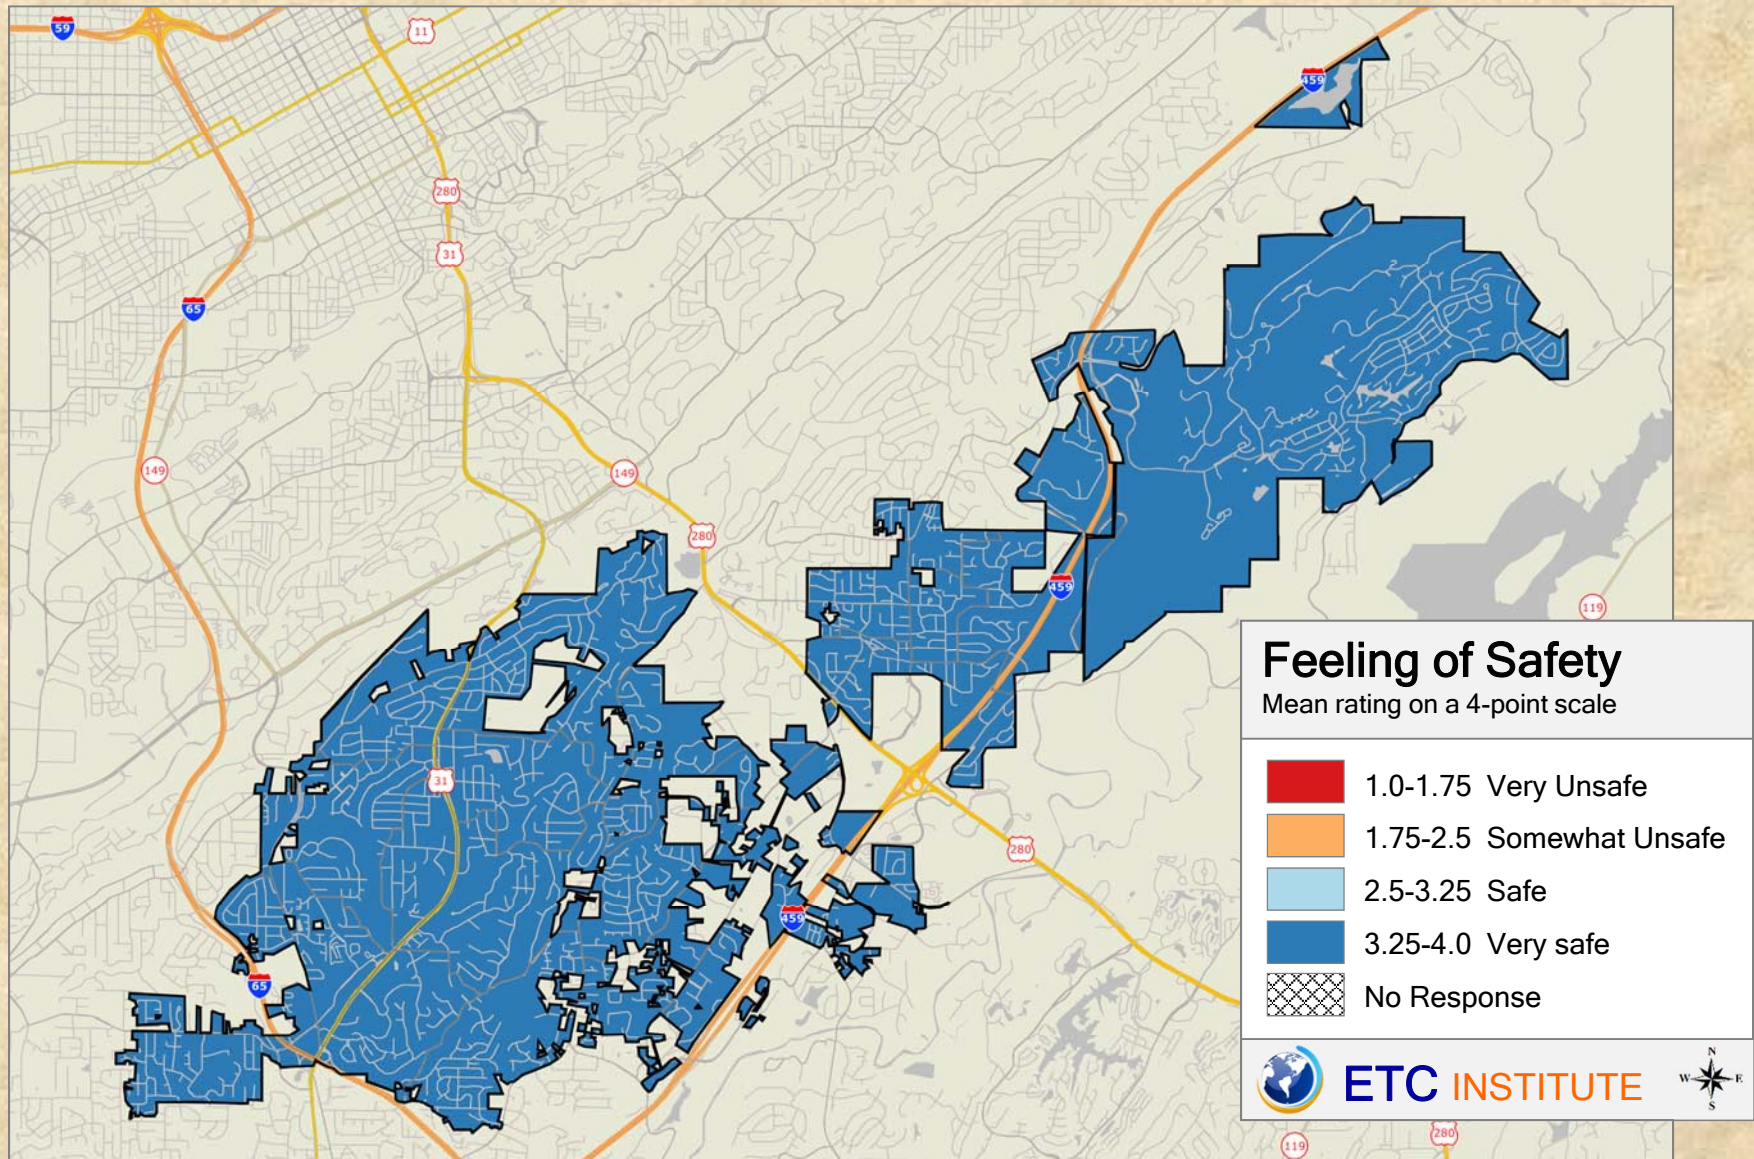 59
11
459
280
31
65
149
149
280
459
119
31
280
459
65
Feeling of Safety
Mean rating on a 4-point scale
1.0-1.75 Very Unsafe
1.75-2.5 Somewhat Unsafe
2.5-3.25 Safe
3.25-4.0 Very safe
No Response
ETC INSTITUTE
N
W E
S
280
119